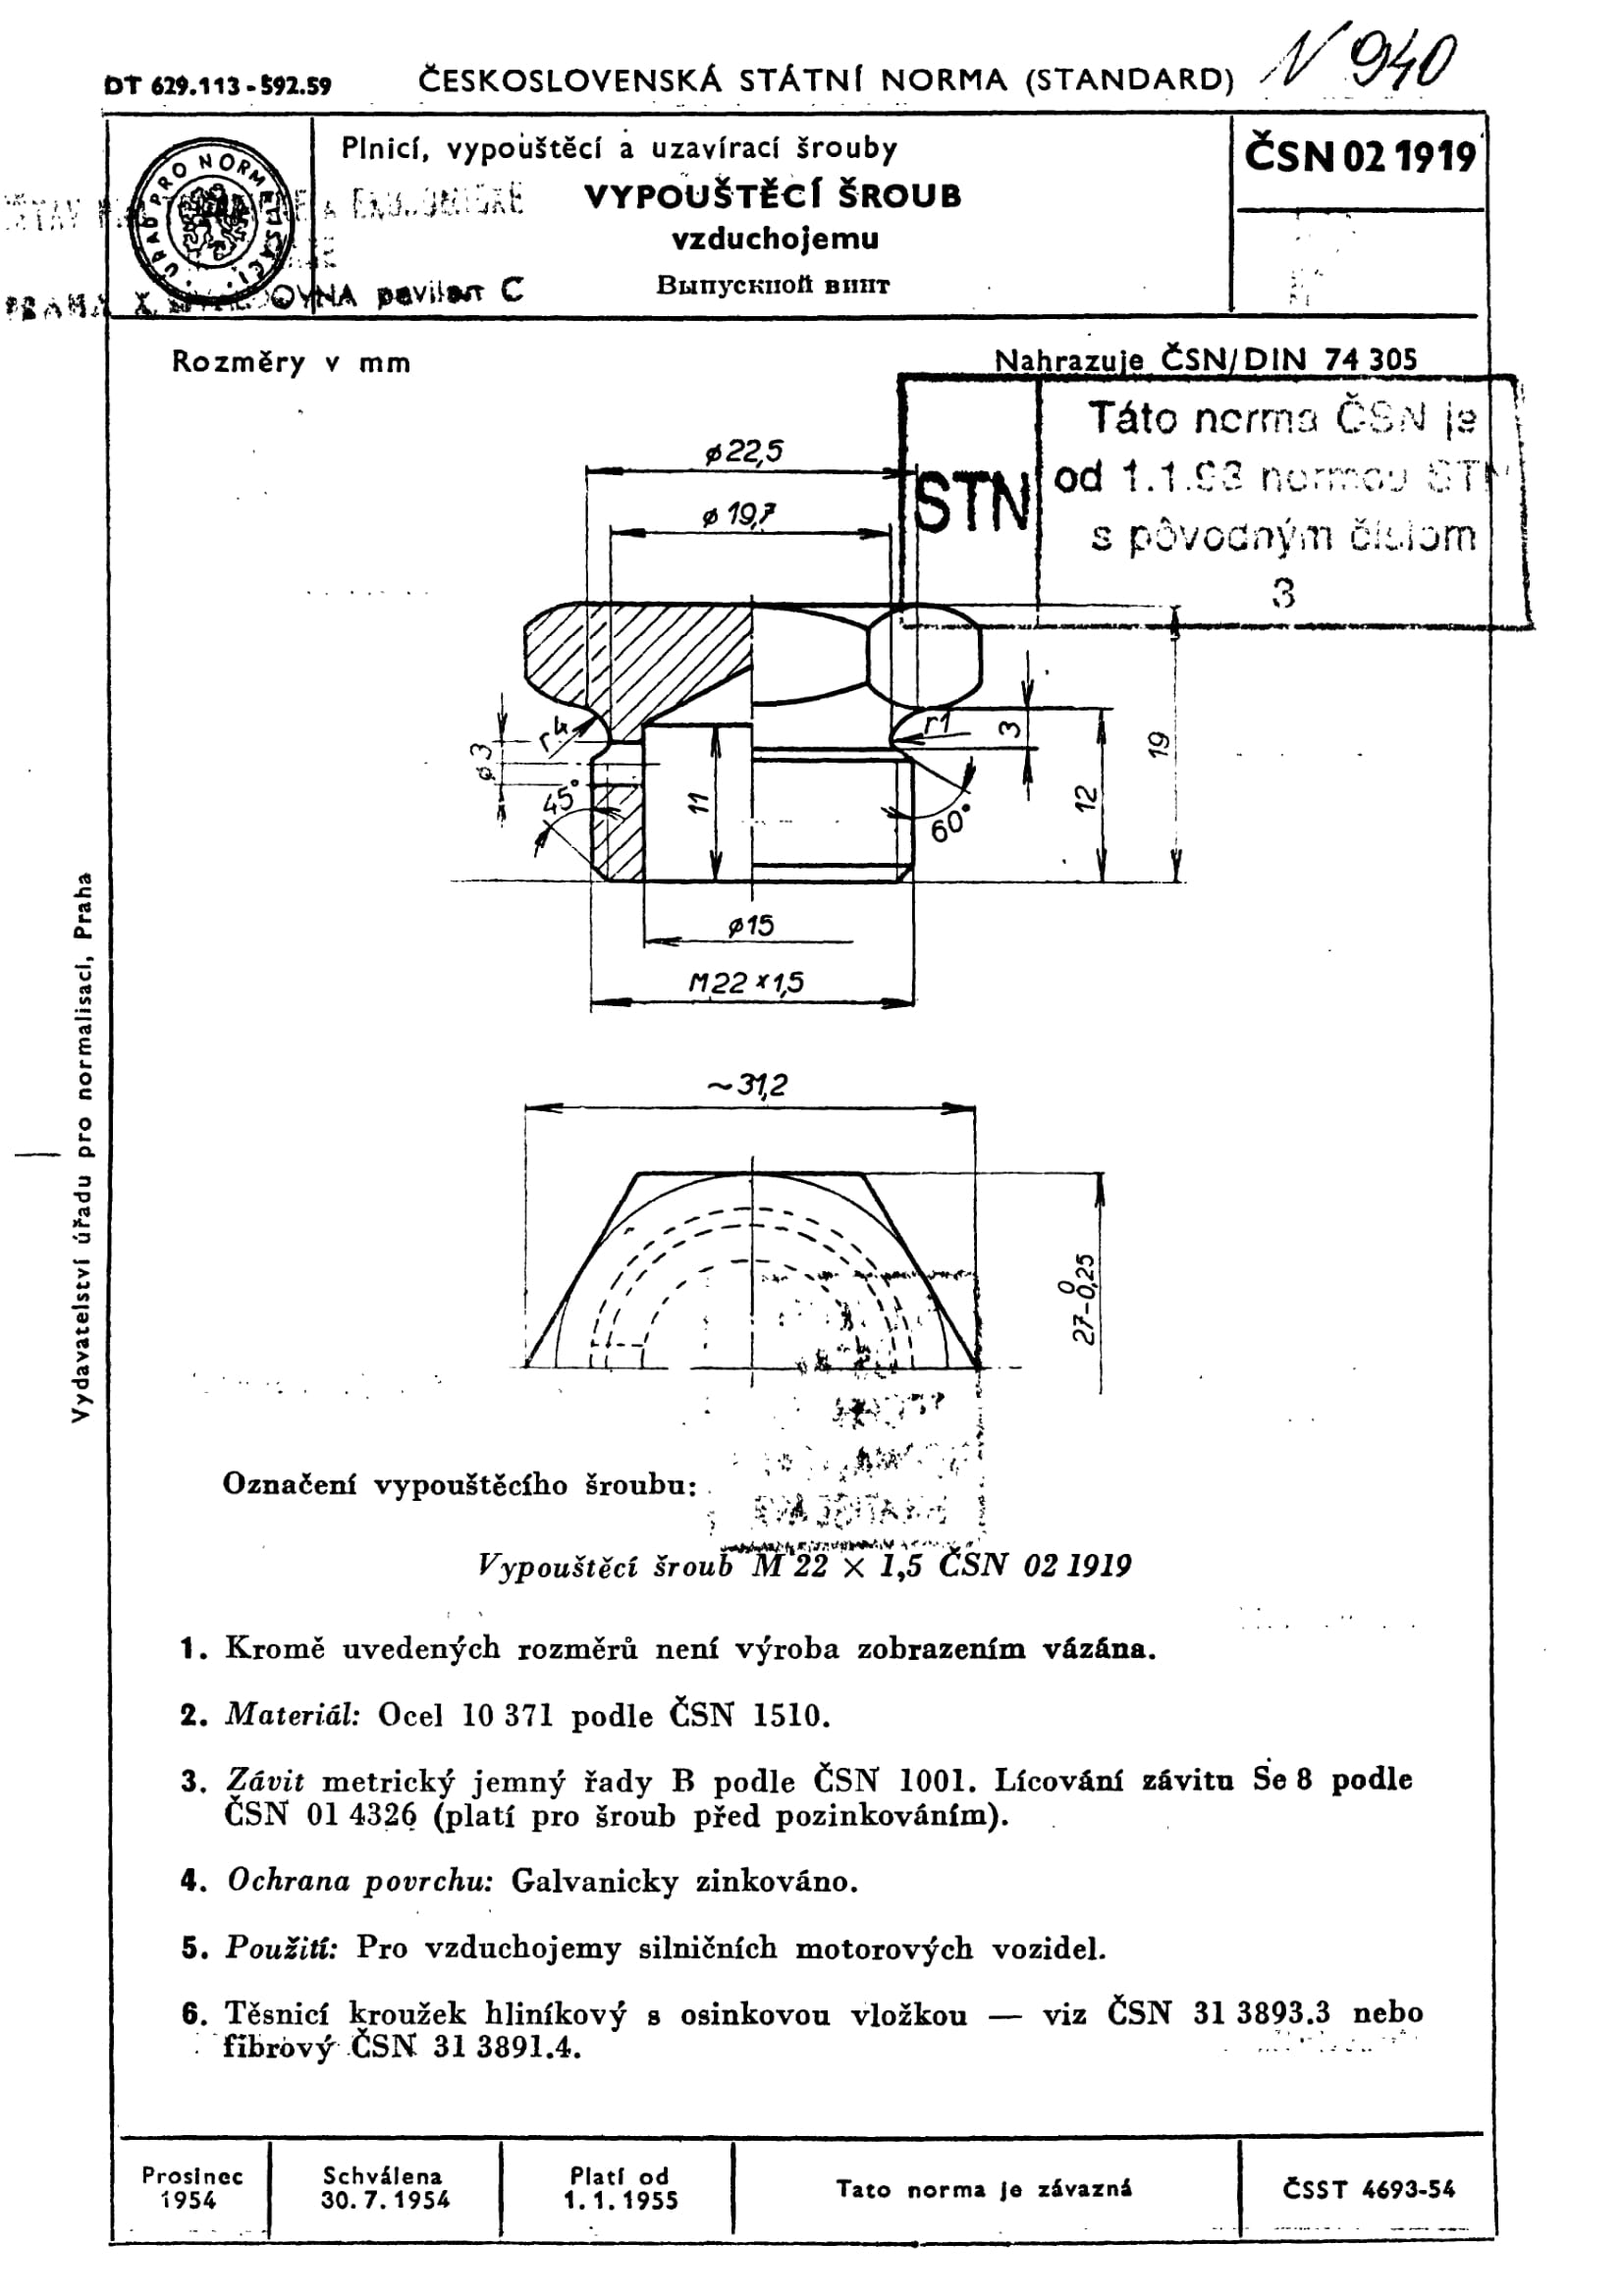 N 940
DT 629.113-592.59
ČESKOSLOVENSKÁ STÁTNÍ NORMA (STANDARD)
ÚŘAD PRO NORMALISACI
Plnicí, vypouštěcí a uzavírací šrouby
VYPOUŠTĚCÍ ŠROUB
vzduchojemu
Выпускной винт
ČSN 02 1919
PRAHA X, OVNA pavilon C
Rozměry v mm
Nahrazuje ČSN/DIN 74 305
STN
Táto norma ČSN je
od 1.1.93 normou STN
s pôvodným číslom
3
⌀22,5
⌀19,7
r4
r1
3
⌀3
45°
11
60°
12
19
⌀15
M22×1,5
~31,2
27-0,25
0
Vydavatelství úřadu pro normalisaci, Praha
Označení vypouštěcího šroubu:
Vypouštěcí šroub M 22 × 1,5 ČSN 02 1919
1. Kromě uvedených rozměrů není výroba zobrazením vázána.
2. Materiál: Ocel 10 371 podle ČSN 1510.
3. Závit metrický jemný řady B podle ČSN 1001. Lícování závitu Še 8 podle
ČSN 01 4326 (platí pro šroub před pozinkováním).
4. Ochrana povrchu: Galvanicky zinkováno.
5. Použití: Pro vzduchojemy silničních motorových vozidel.
6. Těsnicí kroužek hliníkový s osinkovou vložkou — viz ČSN 31 3893.3 nebo
fíbrový ČSN 31 3891.4.
Prosinec
1954
Schválena
30. 7. 1954
Platí od
1. 1. 1955
Tato norma je závazná
ČSST 4693-54